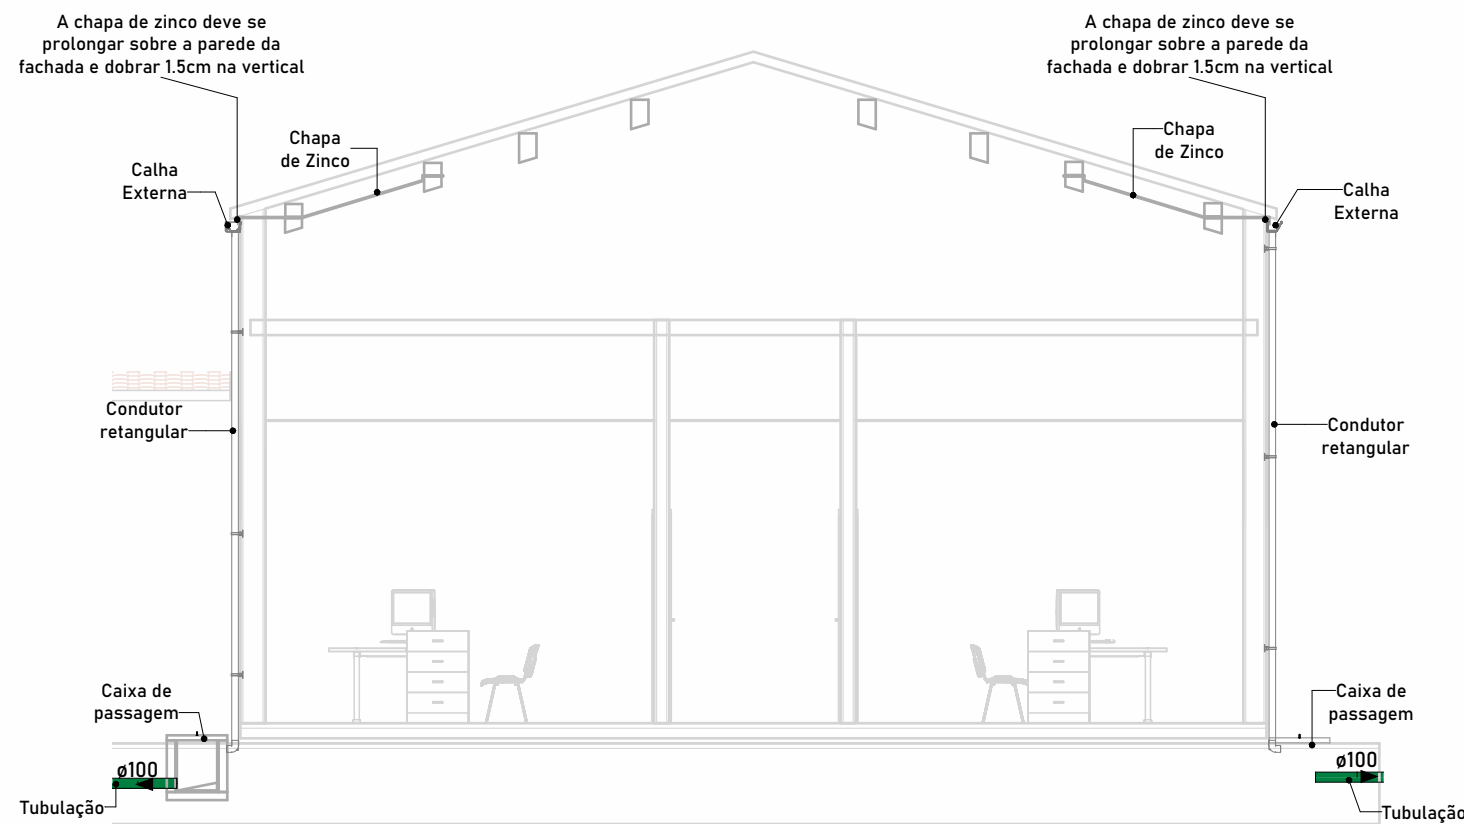 A chapa de zinco deve se
prolongar sobre a parede da
fachada e dobrar 1.5cm na vertical
A chapa de zinco deve se
prolongar sobre a parede da
fachada e dobrar 1.5cm na vertical
Chapa
de Zinco
Chapa
de Zinco
Calha
Externa
Calha
Externa
Condutor
retangular
Condutor
retangular
Caixa de
passagem
Caixa de
passagem
ø100
ø100
Tubulação
Tubulação